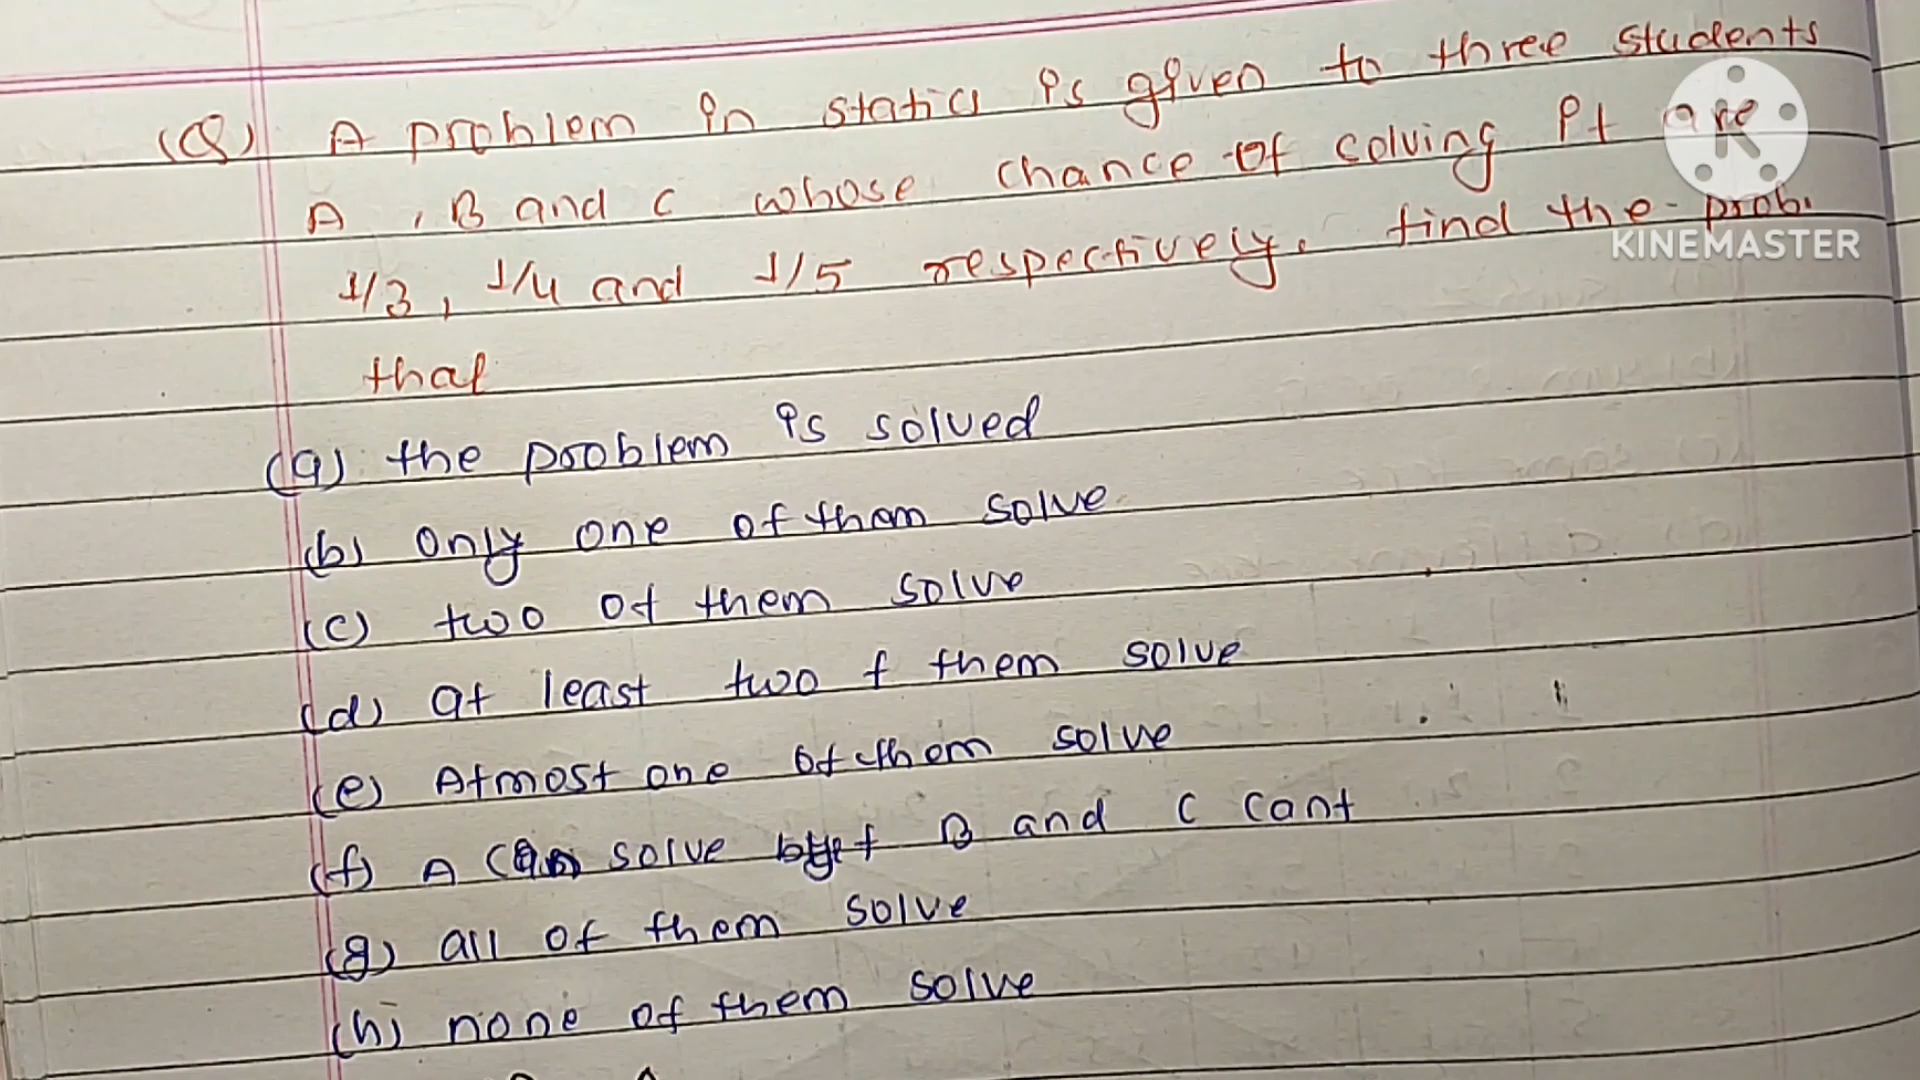 (Q) A problem in statics is given to three students
A, B and C whose chance of solving it are
1/3, 1/4 and 1/5 respectively. find the prob.
that
(a) the problem is solved
(b) only one of them solve
(c) two of them solve
(d) at least two f them solve
(e) Atmost one of them solve
(f) A can solve but B and C cant
(g) all of them solve
(h) none of them solve
K
KINEMASTER